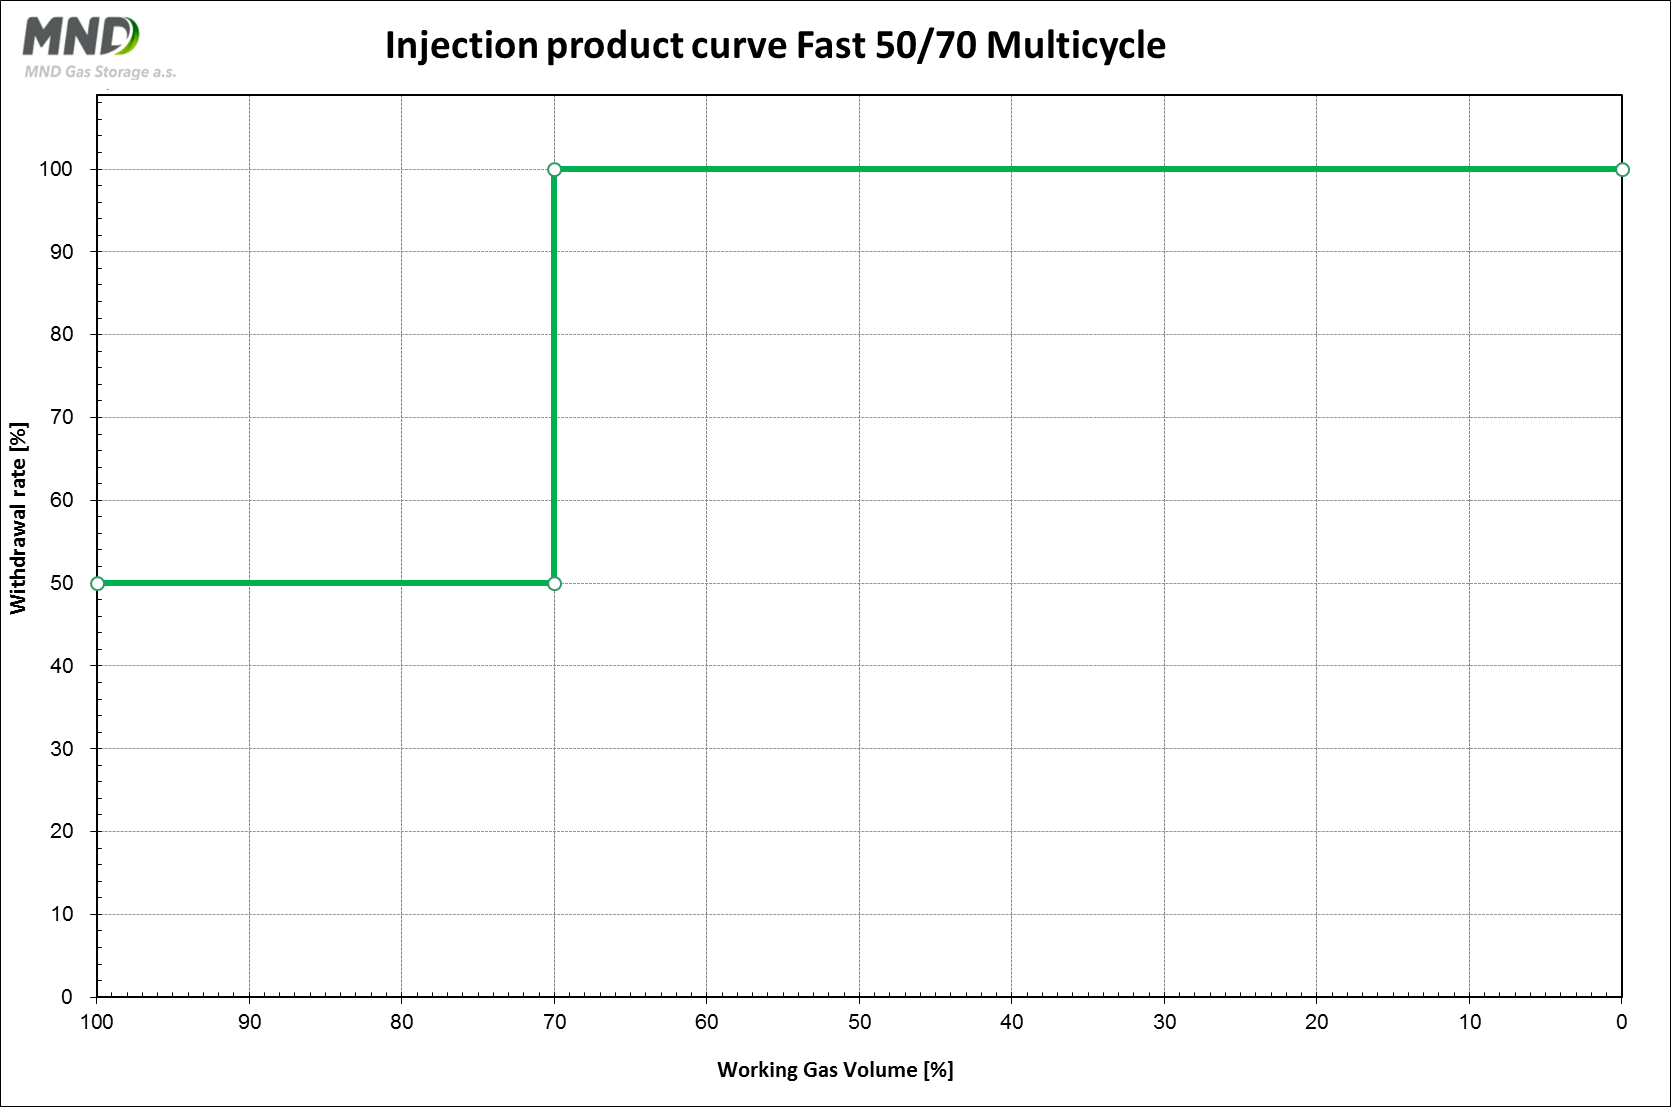 MND
MND Gas Storage a.s.
Injection product curve Fast 50/70 Multicycle
100
90
80
70
60
50
40
30
20
10
0
Withdrawal rate [%]
100 90 80 70 60 50 40 30 20 10 0
Working Gas Volume [%]